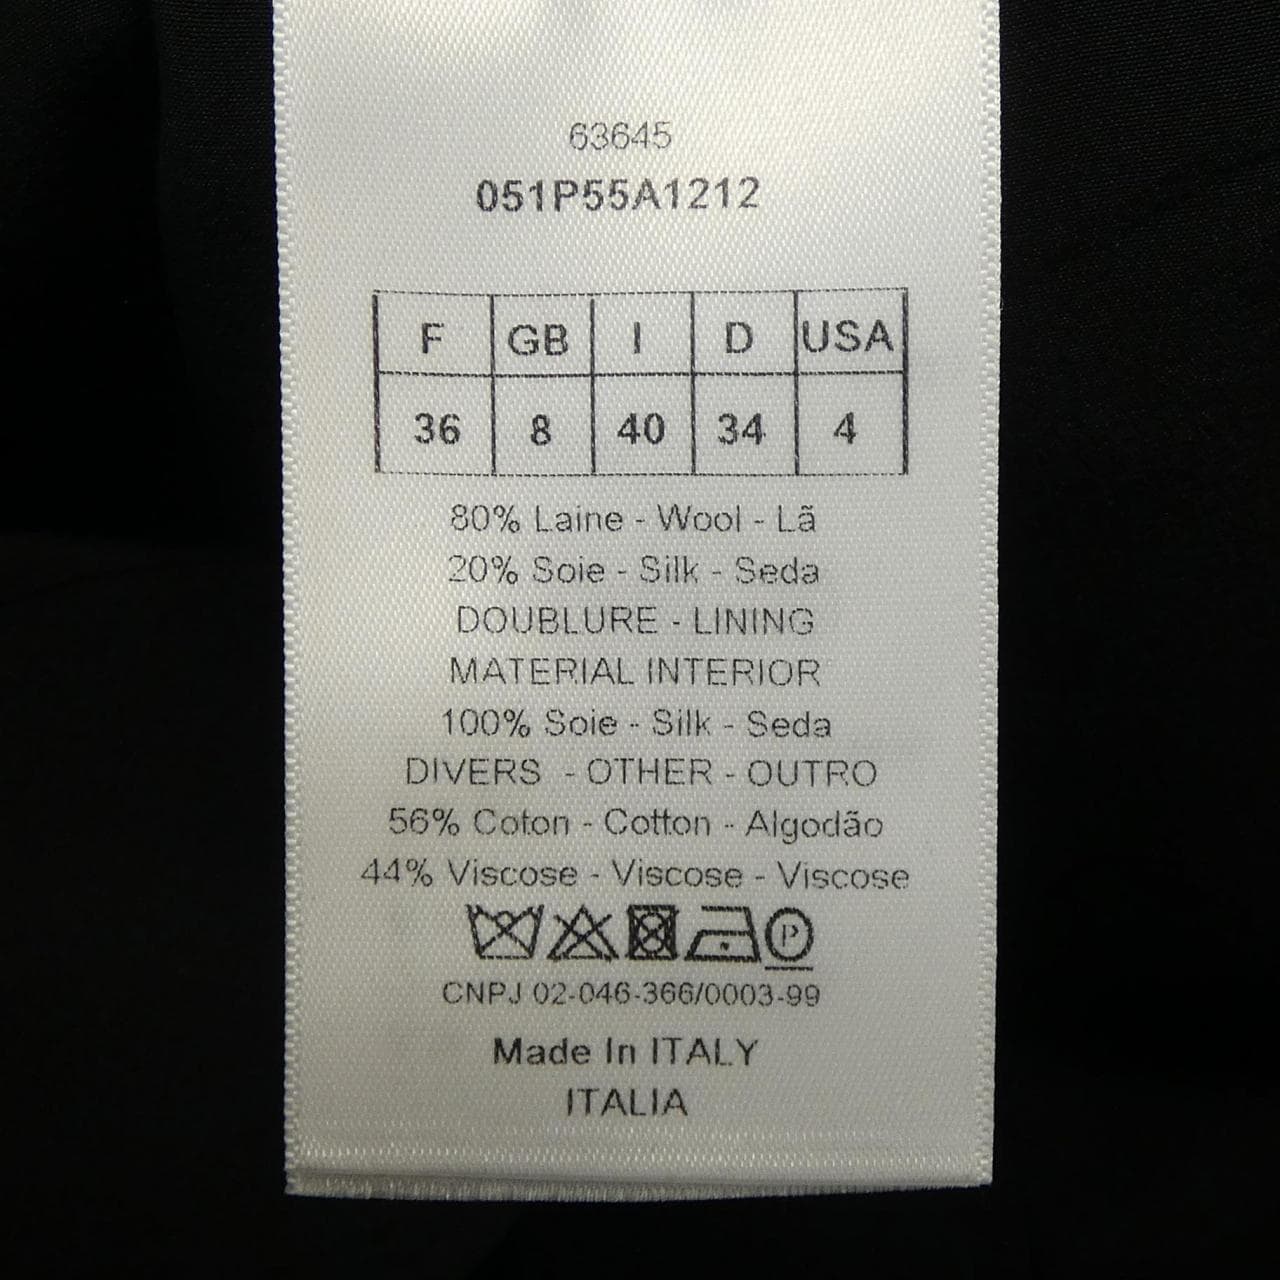 63645
051P55A1212
F GB I D USA
36 8 40 34 4
80% Laine - Wool - Lã
20% Soie - Silk - Seda
DOUBLURE - LINING
MATERIAL INTERIOR
100% Soie - Silk - Seda
DIVERS - OTHER - OUTRO
56% Coton - Cotton - Algodão
44% Viscose - Viscose - Viscose
P
CNPJ 02-046-366/0003-99
Made In ITALY
ITALIA